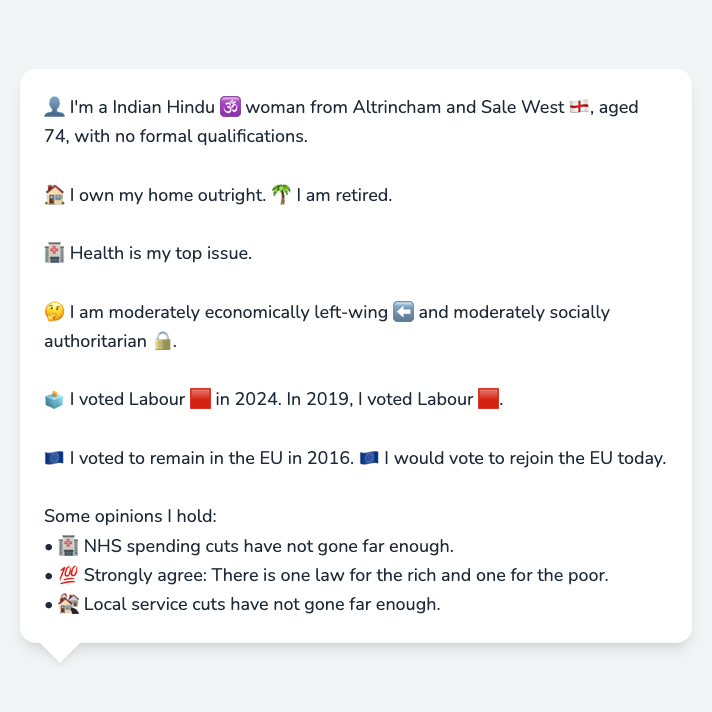 👤 I'm a Indian Hindu 🕉️ woman from Altrincham and Sale West 🏴󠁧󠁢󠁥󠁮󠁧󠁿, aged
74, with no formal qualifications.
🏠 I own my home outright. 🌴 I am retired.
🏥 Health is my top issue.
🤔 I am moderately economically left-wing ⬅️ and moderately socially
authoritarian 🔒.
🗳️ I voted Labour 🟥 in 2024. In 2019, I voted Labour 🟥.
🇪🇺 I voted to remain in the EU in 2016. 🇪🇺 I would vote to rejoin the EU today.
Some opinions I hold:
• 🏥 NHS spending cuts have not gone far enough.
• 💯 Strongly agree: There is one law for the rich and one for the poor.
• 🏘️ Local service cuts have not gone far enough.